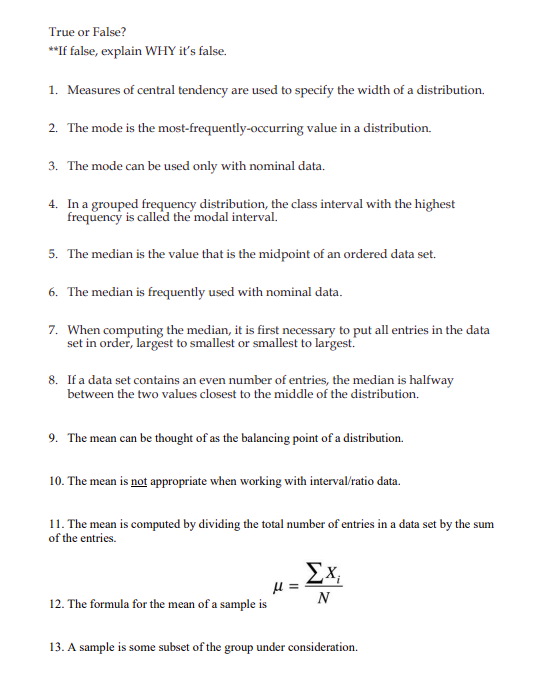 True or False?
**If false, explain WHY it's false.
1. Measures of central tendency are used to specify the width of a distribution.
2. The mode is the most-frequently-occurring value in a distribution.
3. The mode can be used only with nominal data.
4. In a grouped frequency distribution, the class interval with the highest
frequency is called the modal interval.
5. The median is the value that is the midpoint of an ordered data set.
6. The median is frequently used with nominal data.
7. When computing the median, it is first necessary to put all entries in the data
set in order, largest to smallest or smallest to largest.
8. If a data set contains an even number of entries, the median is halfway
between the two values closest to the middle of the distribution.
9. The mean can be thought of as the balancing point of a distribution.
10. The mean is not appropriate when working with interval/ratio data.
11. The mean is computed by dividing the total number of entries in a data set by the sum
of the entries.
12. The formula for the mean of a sample is μ = ∑Xᵢ / N
13. A sample is some subset of the group under consideration.